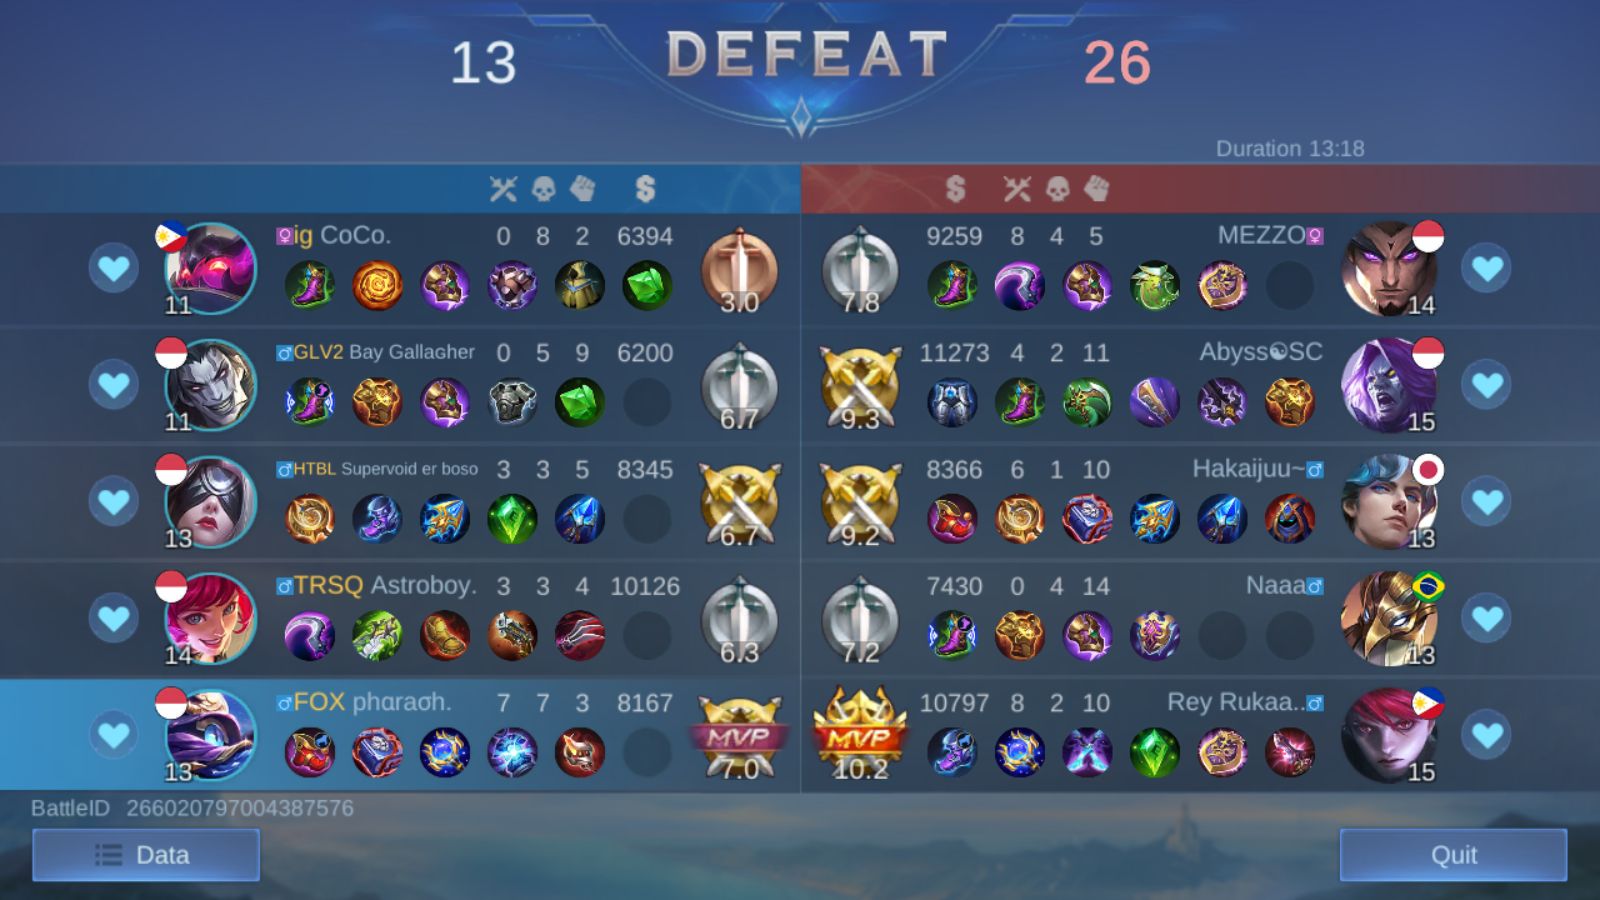 13 DEFEAT 26
Duration 13:18
ig CoCo. 0 8 2 6394
11 3.0
7.8 9259 8 4 5 MEZZO
14
GLV2 Bay Gallagher 0 5 9 6200
11 6.7
9.3 11273 4 2 11 Abyss☯SC
15
HTBL Supervoid er boso 3 3 5 8345
13 6.7
9.2 8366 6 1 10 Hakaijuu~
13
TRSQ Astroboy. 3 3 4 10126
14 6.3
7.2 7430 0 4 14 Naaa
13
FOX phαraσh. 7 7 3 8167
13 MVP 7.0
MVP 10.2 10797 8 2 10 Rey Rukaa..
15
BattleID 266020797004387576
Data
Quit